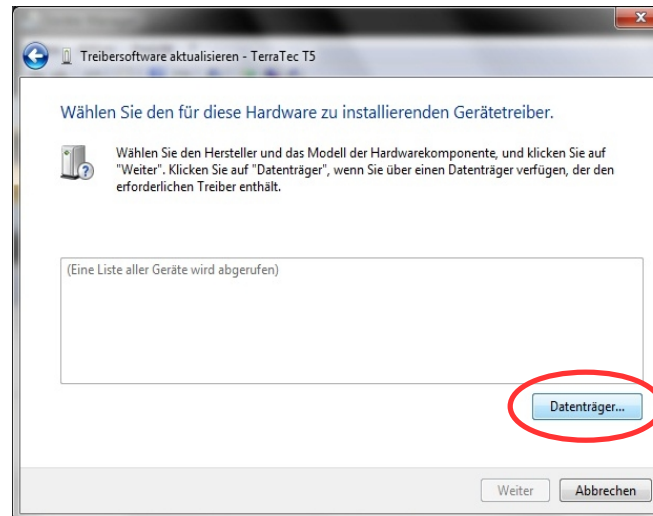 Treibersoftware aktualisieren - TerraTec T5
Wählen Sie den für diese Hardware zu installierenden Gerätetreiber.
Wählen Sie den Hersteller und das Modell der Hardwarekomponente, und klicken Sie auf
"Weiter". Klicken Sie auf "Datenträger", wenn Sie über einen Datenträger verfügen, der den
erforderlichen Treiber enthält.
(Eine Liste aller Geräte wird abgerufen)
Datenträger...
Weiter
Abbrechen